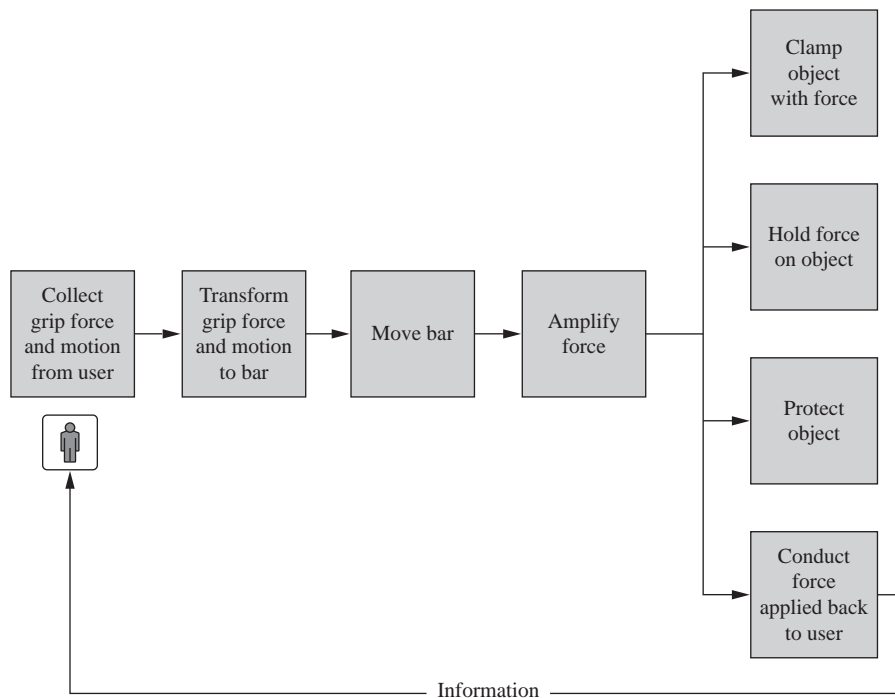 Clamp
object
with force
Hold force
on object
Collect
grip force
and motion
from user
Transform
grip force
and motion
to bar
Move bar
Amplify
force
Protect
object
Conduct
force
applied back
to user
Information